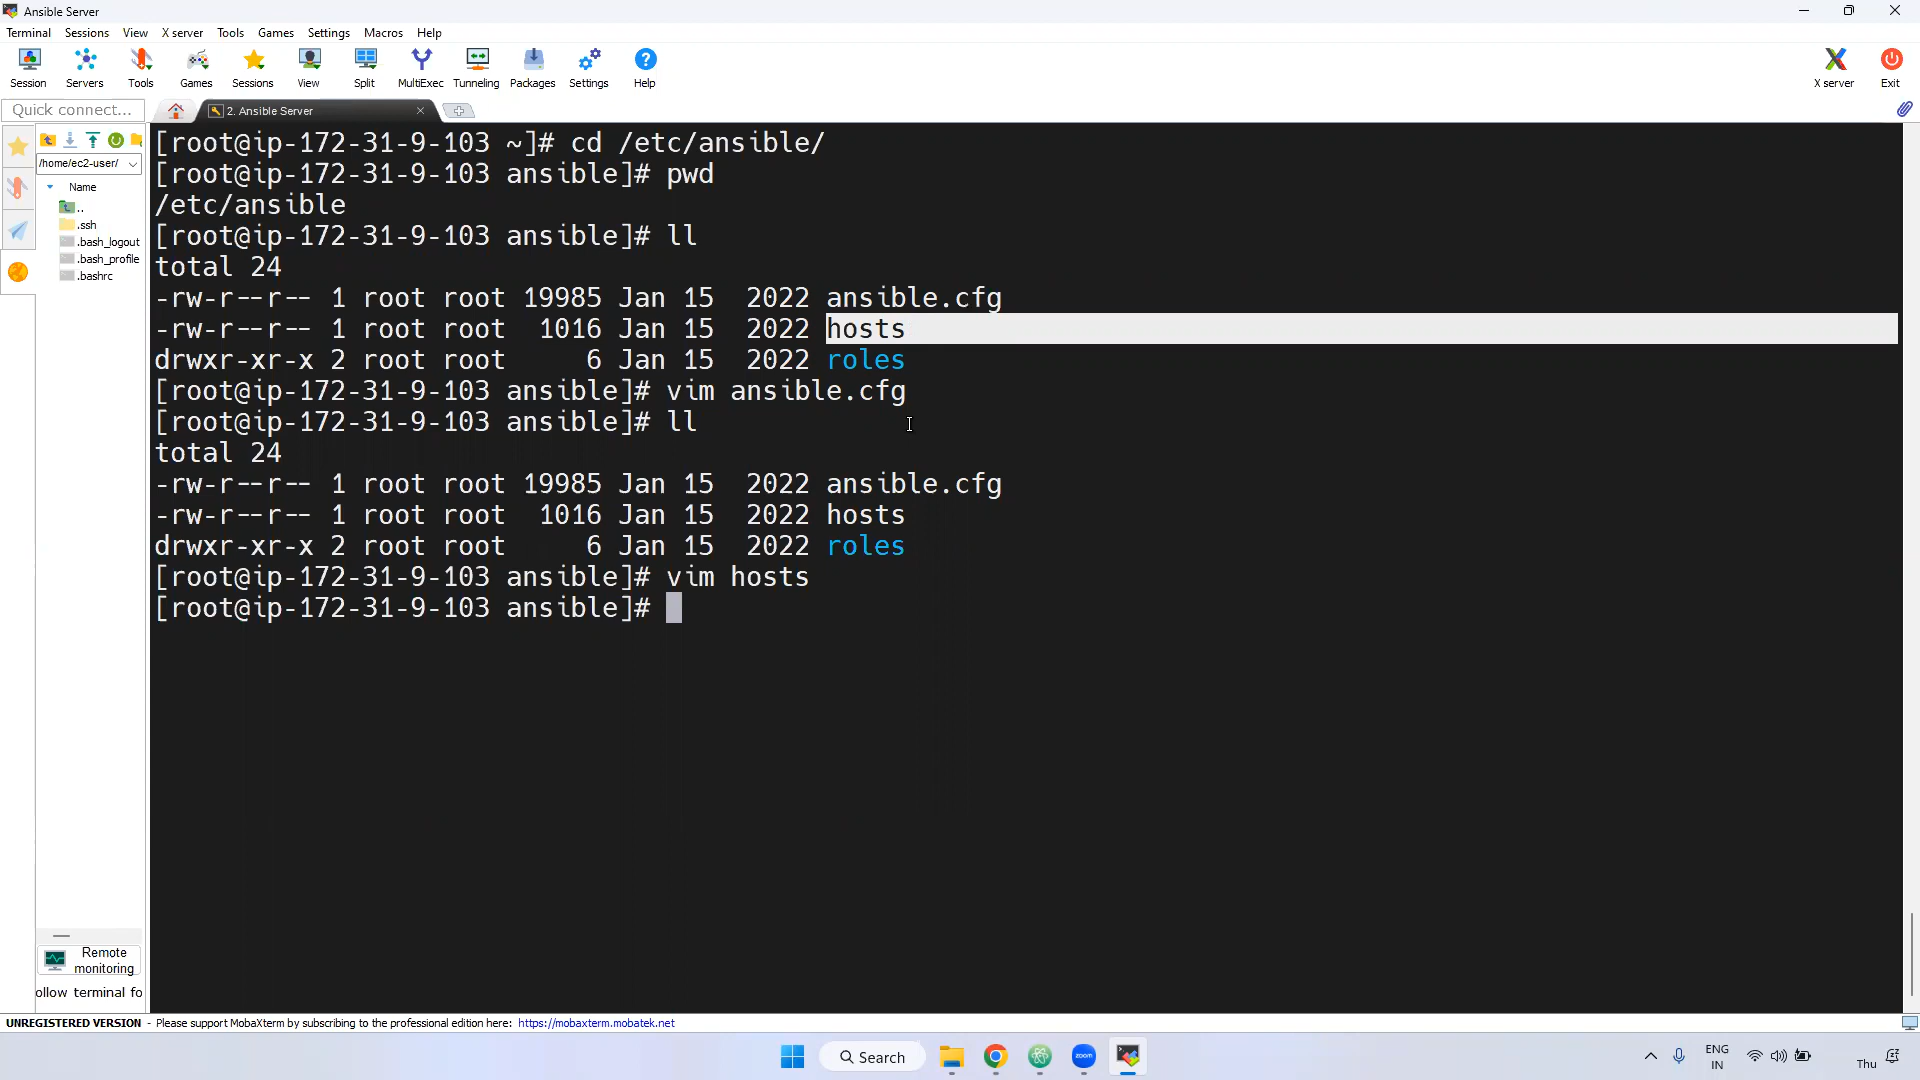 Ansible Server
Terminal Sessions View X server Tools Games Settings Macros Help
Session Servers Tools Games Sessions View Split MultiExec Tunneling Packages Settings Help X server Exit
Quick connect... 2. Ansible Server
/home/ec2-user/
Name
..
.ssh
.bash_logout
.bash_profile
.bashrc
[root@ip-172-31-9-103 ~]# cd /etc/ansible/
[root@ip-172-31-9-103 ansible]# pwd
/etc/ansible
[root@ip-172-31-9-103 ansible]# ll
total 24
-rw-r--r-- 1 root root 19985 Jan 15  2022 ansible.cfg
-rw-r--r-- 1 root root  1016 Jan 15  2022 hosts
drwxr-xr-x 2 root root     6 Jan 15  2022 roles
[root@ip-172-31-9-103 ansible]# vim ansible.cfg
[root@ip-172-31-9-103 ansible]# ll
total 24
-rw-r--r-- 1 root root 19985 Jan 15  2022 ansible.cfg
-rw-r--r-- 1 root root  1016 Jan 15  2022 hosts
drwxr-xr-x 2 root root     6 Jan 15  2022 roles
[root@ip-172-31-9-103 ansible]# vim hosts
[root@ip-172-31-9-103 ansible]#
Remote
monitoring
ollow terminal fo
UNREGISTERED VERSION - Please support MobaXterm by subscribing to the professional edition here: https://mobaxterm.mobatek.net
Search
zoom
ENG
IN
Thu